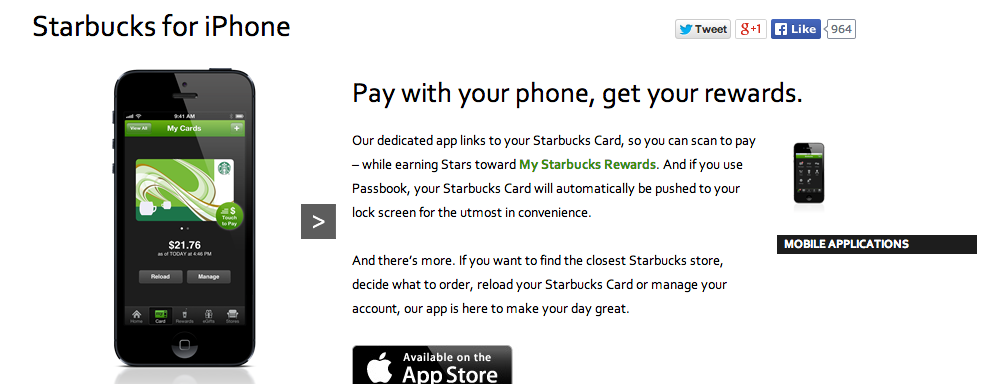 Starbucks for iPhone
Tweet
g+1
Like
964
9:41 AM
View All
My Cards
+
$
Touch
to Pay
$21.76
as of TODAY at 4:46 PM
Reload
Manage
Home
Card
Rewards
eGifts
Stores
>
Pay with your phone, get your rewards.
Our dedicated app links to your Starbucks Card, so you can scan to pay
– while earning Stars toward My Starbucks Rewards. And if you use
Passbook, your Starbucks Card will automatically be pushed to your
lock screen for the utmost in convenience.
And there’s more. If you want to find the closest Starbucks store,
decide what to order, reload your Starbucks Card or manage your
account, our app is here to make your day great.
Available on the
App Store
MOBILE APPLICATIONS